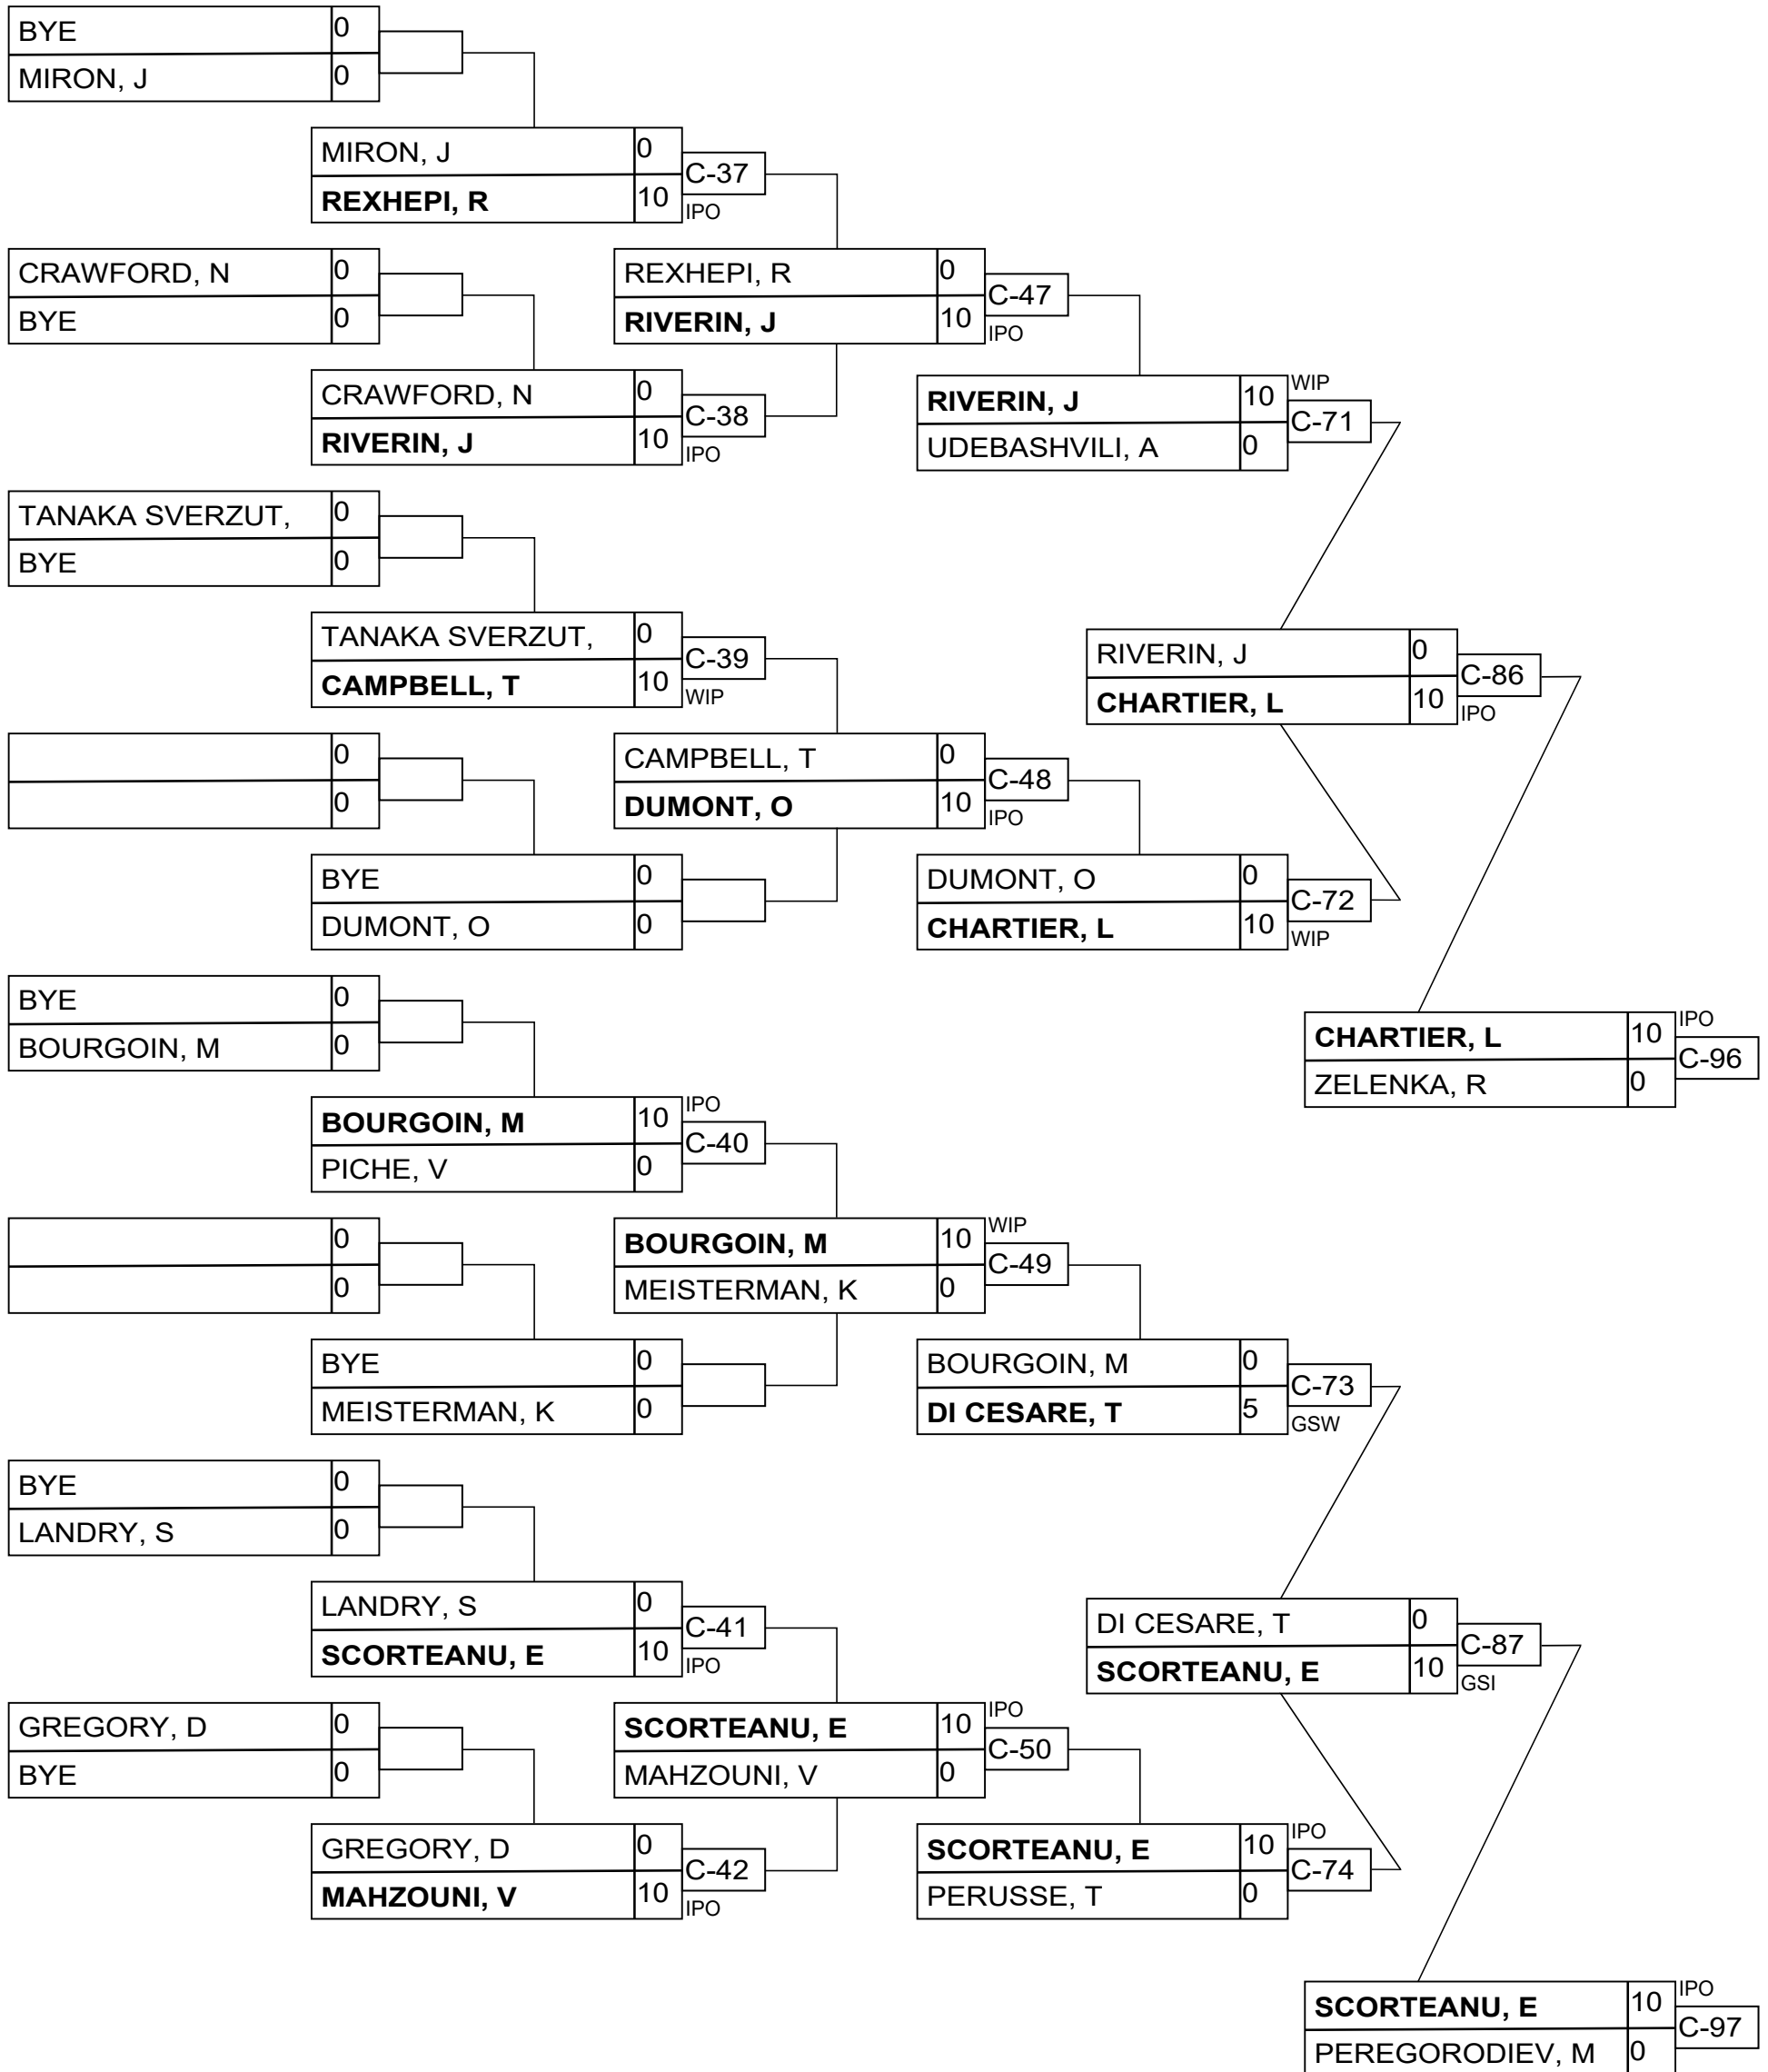 BYE 0
MIRON, J 0
MIRON, J 0
C-37
REXHEPI, R 10 IPO
CRAWFORD, N 0
BYE 0
REXHEPI, R 0
C-47
RIVERIN, J 10 IPO
CRAWFORD, N 0
C-38
RIVERIN, J 10 IPO
RIVERIN, J 10 WIP
C-71
UDEBASHVILI, A 0
TANAKA SVERZUT, 0
BYE 0
TANAKA SVERZUT, 0
C-39
CAMPBELL, T 10 WIP
RIVERIN, J 0
C-86
CHARTIER, L 10 IPO
0
0
CAMPBELL, T 0
C-48
DUMONT, O 10 IPO
BYE 0
DUMONT, O 0
DUMONT, O 0
C-72
CHARTIER, L 10 WIP
BYE 0
BOURGOIN, M 0
CHARTIER, L 10 IPO
C-96
ZELENKA, R 0
BOURGOIN, M 10 IPO
C-40
PICHE, V 0
0
0
BOURGOIN, M 10 WIP
C-49
MEISTERMAN, K 0
BYE 0
MEISTERMAN, K 0
BOURGOIN, M 0
C-73
DI CESARE, T 5 GSW
BYE 0
LANDRY, S 0
LANDRY, S 0
C-41
SCORTEANU, E 10 IPO
DI CESARE, T 0
C-87
SCORTEANU, E 10 GSI
GREGORY, D 0
BYE 0
SCORTEANU, E 10 IPO
C-50
MAHZOUNI, V 0
GREGORY, D 0
C-42
MAHZOUNI, V 10 IPO
SCORTEANU, E 10 IPO
C-74
PERUSSE, T 0
SCORTEANU, E 10 IPO
C-97
PEREGORODIEV, M 0